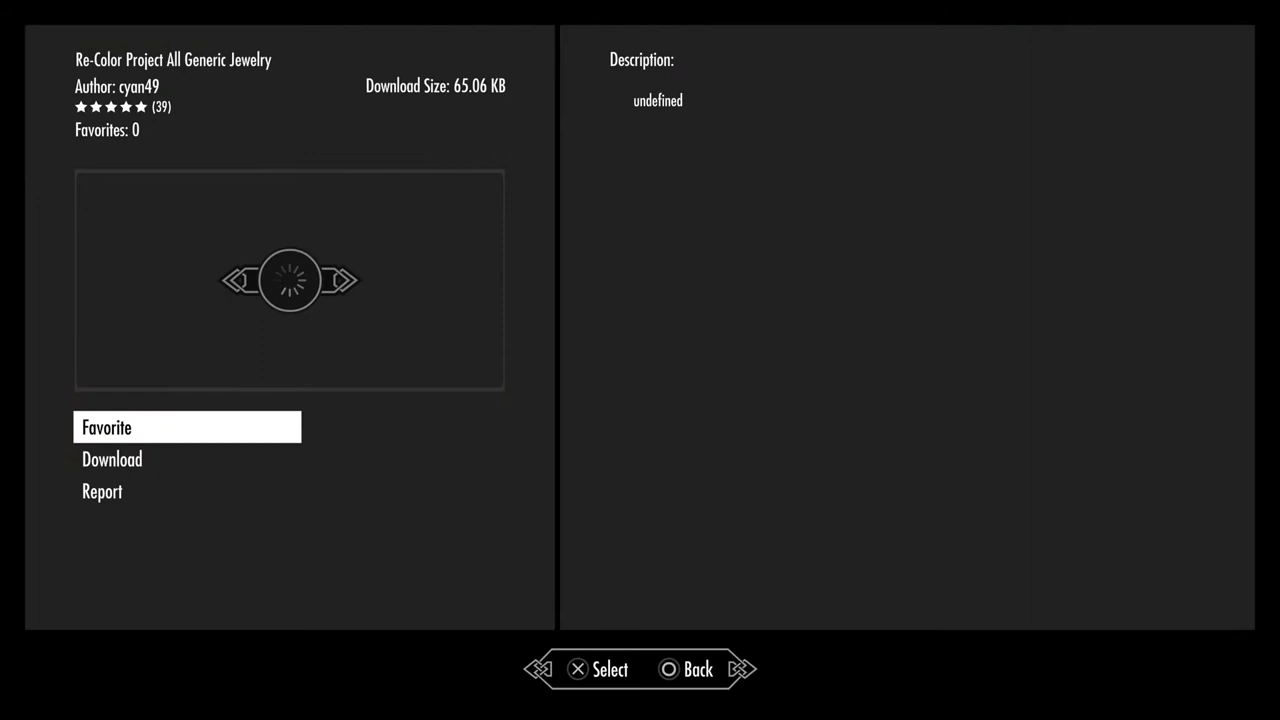 Re-Color Project All Generic Jewelry
Author: cyan49
Download Size: 65.06 KB
(39)
Favorites: 0
Favorite
Download
Report
Description:
undefined
Select
Back